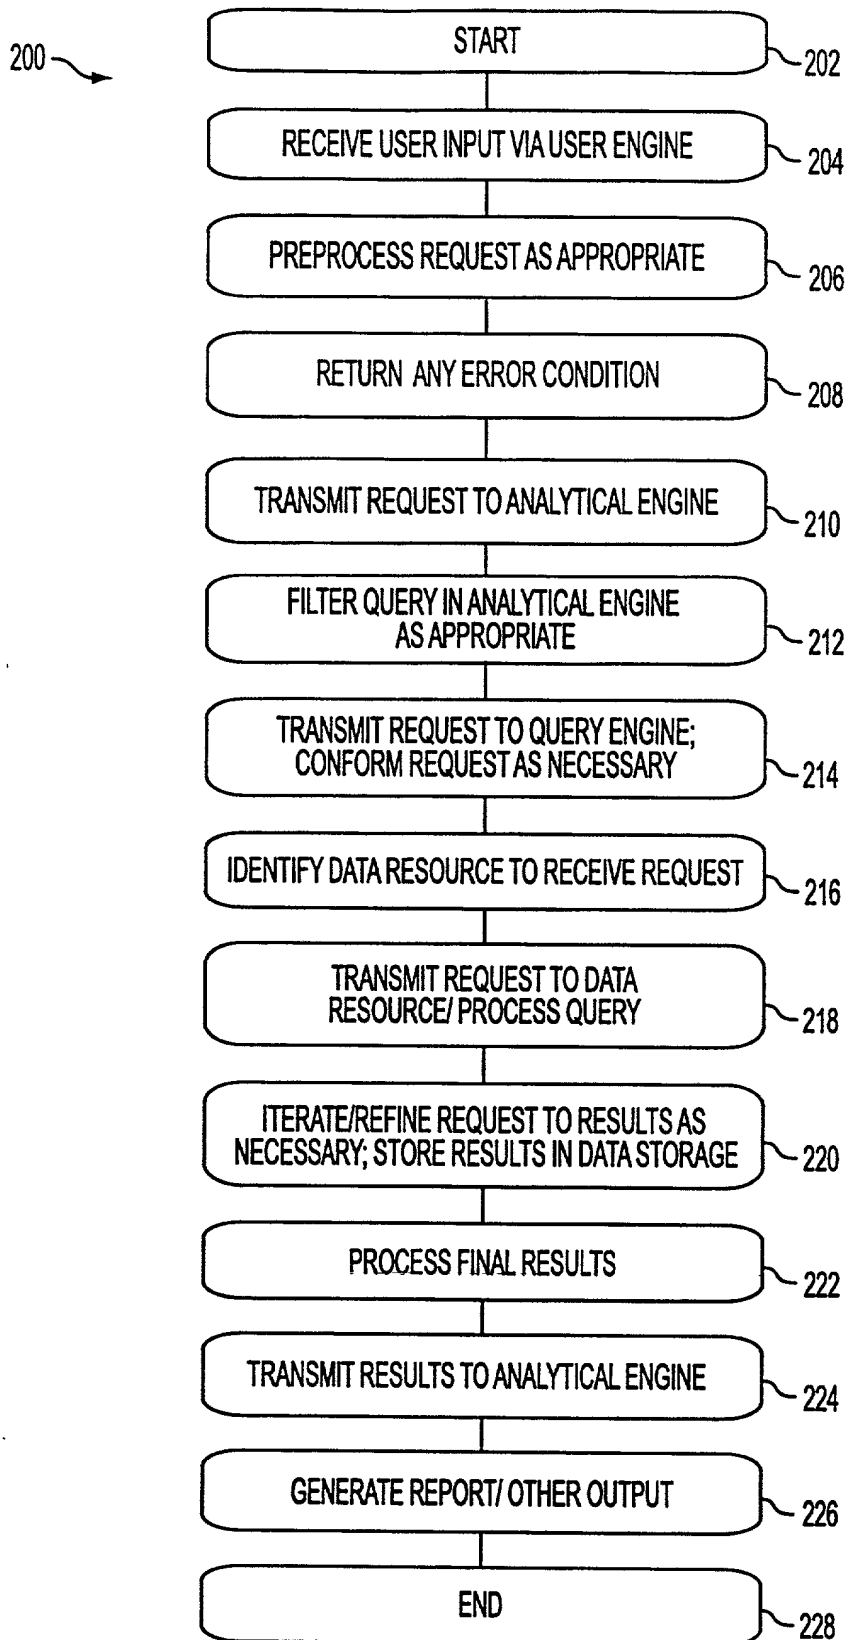 200
START
202
RECEIVE USER INPUT VIA USER ENGINE
204
PREPROCESS REQUEST AS APPROPRIATE
206
RETURN ANY ERROR CONDITION
208
TRANSMIT REQUEST TO ANALYTICAL ENGINE
210
FILTER QUERY IN ANALYTICAL ENGINE
AS APPROPRIATE
212
TRANSMIT REQUEST TO QUERY ENGINE;
CONFORM REQUEST AS NECESSARY
214
IDENTIFY DATA RESOURCE TO RECEIVE REQUEST
216
TRANSMIT REQUEST TO DATA
RESOURCE/ PROCESS QUERY
218
ITERATE/REFINE REQUEST TO RESULTS AS
NECESSARY; STORE RESULTS IN DATA STORAGE
220
PROCESS FINAL RESULTS
222
TRANSMIT RESULTS TO ANALYTICAL ENGINE
224
GENERATE REPORT/ OTHER OUTPUT
226
END
228